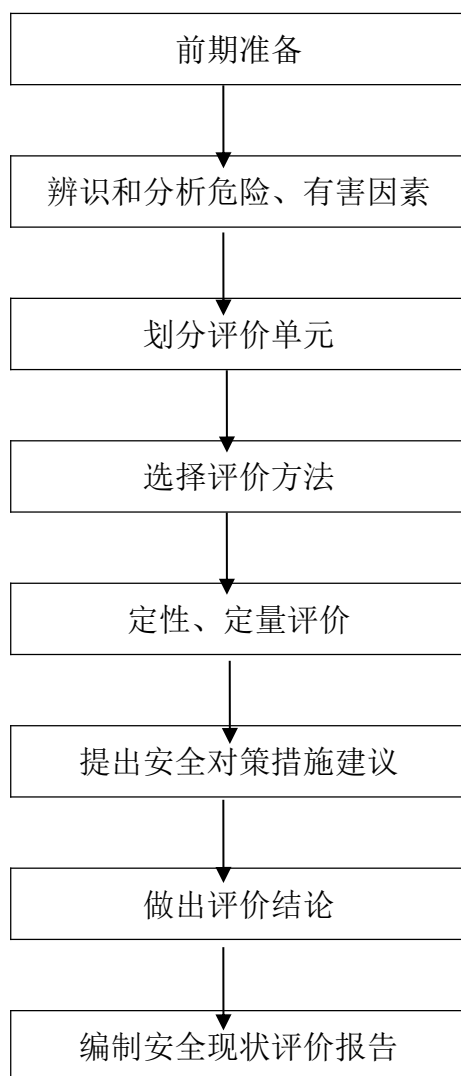 前期准备
辨识和分析危险、有害因素
划分评价单元
选择评价方法
定性、定量评价
提出安全对策措施建议
做出评价结论
编制安全现状评价报告